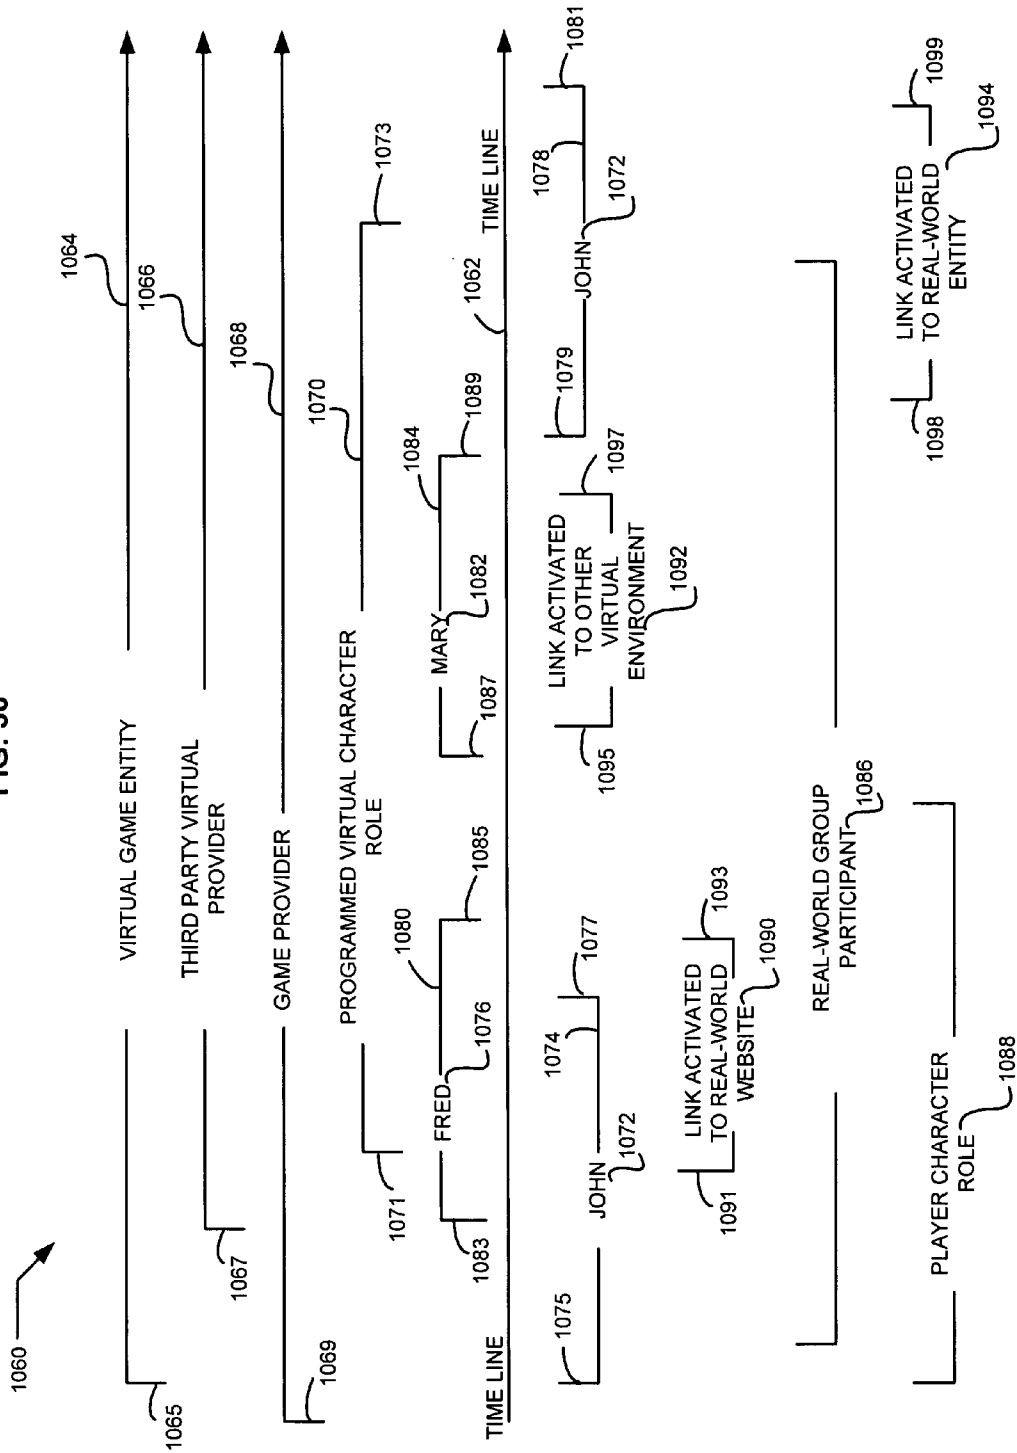 FIG.
1060
1064
VIRTUAL GAME ENTITY
1065
1066
THIRD PARTY VIRTUAL
PROVIDER
1067
1068
GAME PROVIDER
1069
1070
PROGRAMMED VIRTUAL CHARACTER
ROLE
1071
1073
1080
1084
FRED
1076
MARY
1082
1083
1085
1087
1089
TIME LINE
1062
TIME LINE
1075
1074
1077
JOHN
1072
1095
LINK ACTIVATED
TO OTHER
VIRTUAL
ENVIRONMENT
1092
1097
1079
1078
1081
JOHN
1072
1091
LINK ACTIVATED
TO REAL-WORLD
WEBSITE
1090
1093
REAL-WORLD GROUP
PARTICIPANT
1086
PLAYER CHARACTER
ROLE
1088
1098
LINK ACTIVATED
TO REAL-WORLD
ENTITY
1094
1099